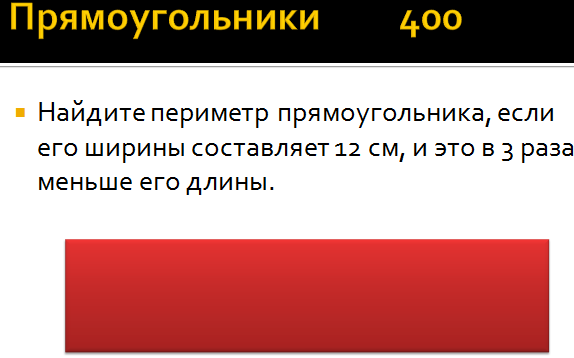 Прямоугольники 400
Найдите периметр прямоугольника, если
его ширины составляет 12 см, и это в 3 раза
меньше его длины.